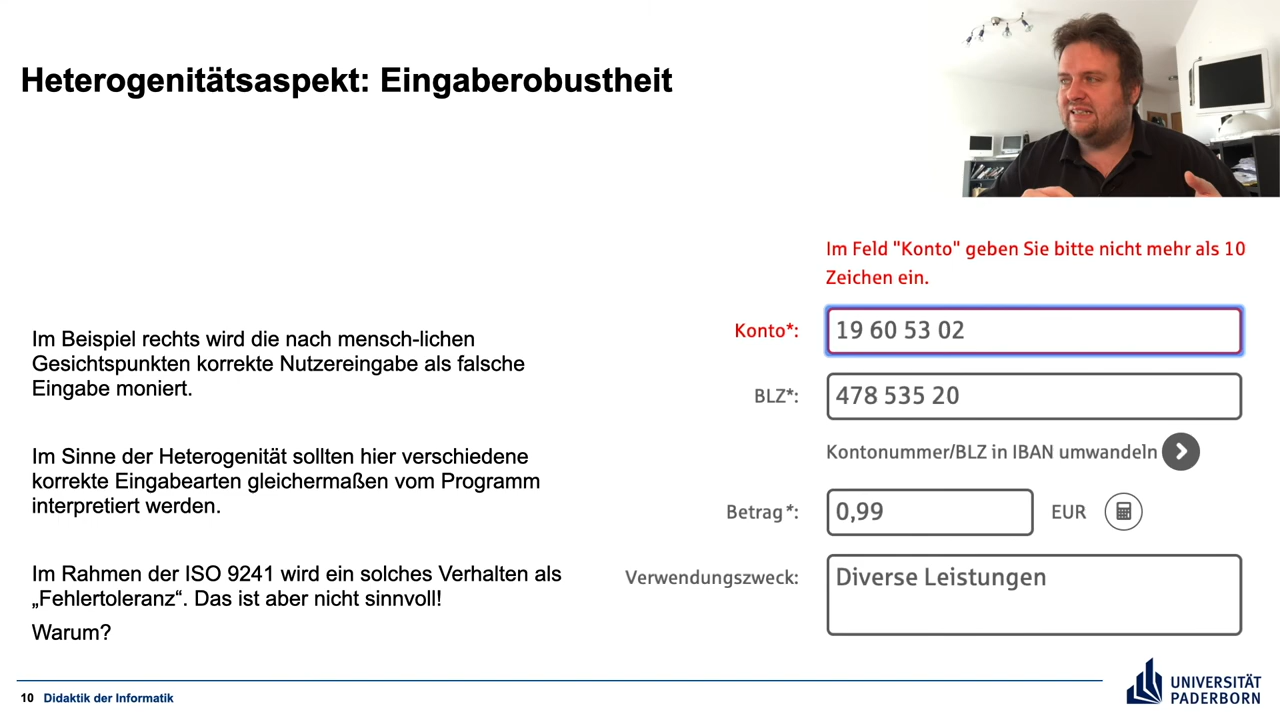 Heterogenitätsaspekt: Eingaberobustheit
Im Beispiel rechts wird die nach mensch-lichen
Gesichtspunkten korrekte Nutzereingabe als falsche
Eingabe moniert.
Im Sinne der Heterogenität sollten hier verschiedene
korrekte Eingabearten gleichermaßen vom Programm
interpretiert werden.
Im Rahmen der ISO 9241 wird ein solches Verhalten als
„Fehlertoleranz“. Das ist aber nicht sinnvoll!
Warum?
Im Feld "Konto" geben Sie bitte nicht mehr als 10
Zeichen ein.
Konto*: 19 60 53 02
BLZ*: 478 535 20
Kontonummer/BLZ in IBAN umwandeln
Betrag*: 0,99 EUR
Verwendungszweck: Diverse Leistungen
10 Didaktik der Informatik
UNIVERSITÄT
PADERBORN